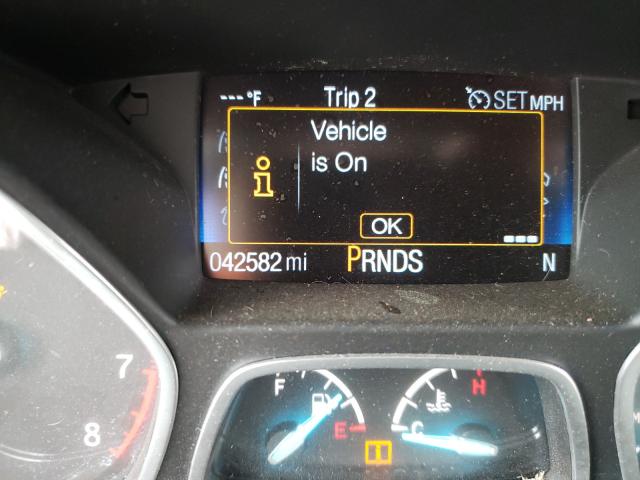 ---°F Trip 2 SET MPH
Vehicle
is On
i
OK
042582 mi PRNDS N
7
8
F
E
H
C